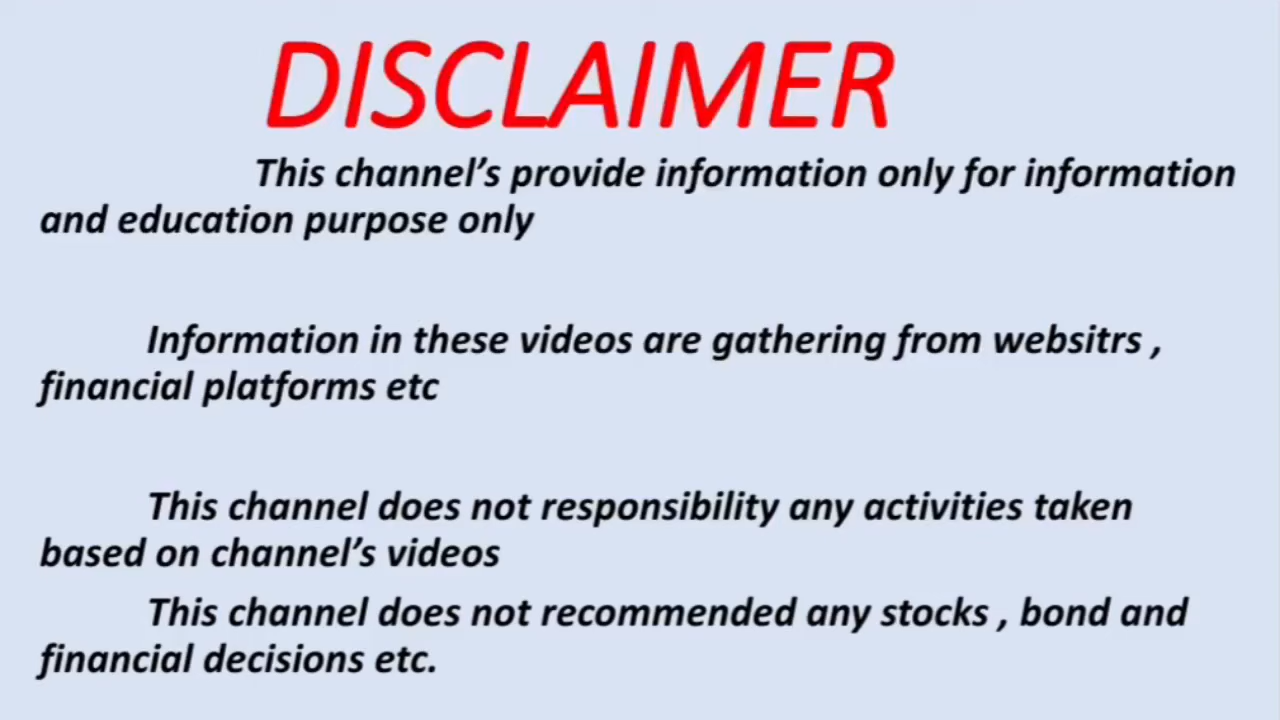 DISCLAIMER
This channel’s provide information only for information
and education purpose only
Information in these videos are gathering from websitrs ,
financial platforms etc
This channel does not responsibility any activities taken
based on channel’s videos
This channel does not recommended any stocks , bond and
financial decisions etc.